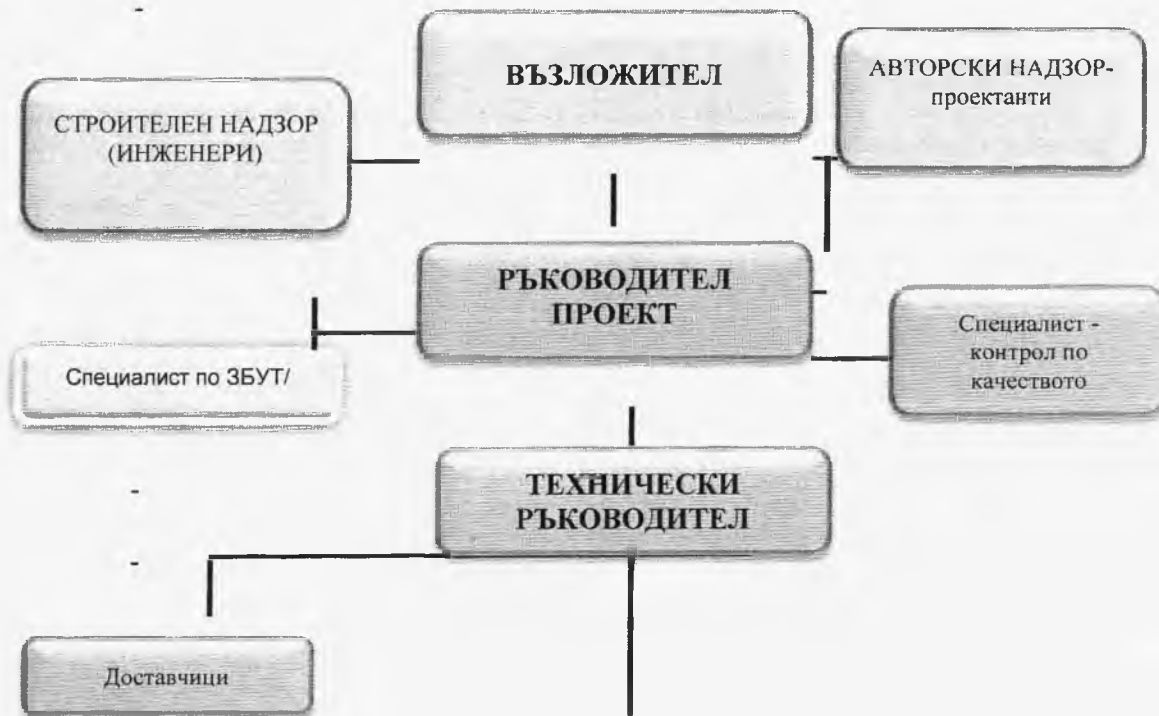 ВЪЗЛОЖИТЕЛ
АВТОРСКИ НАДЗОР-
проектанти
СТРОИТЕЛЕН НАДЗОР
(ИНЖЕНЕРИ)
РЪКОВОДИТЕЛ
ПРОЕКТ
Специалист -
контрол по
качеството
Специалист по ЗБУТ/
ТЕХНИЧЕСКИ
РЪКОВОДИТЕЛ
Доставчици